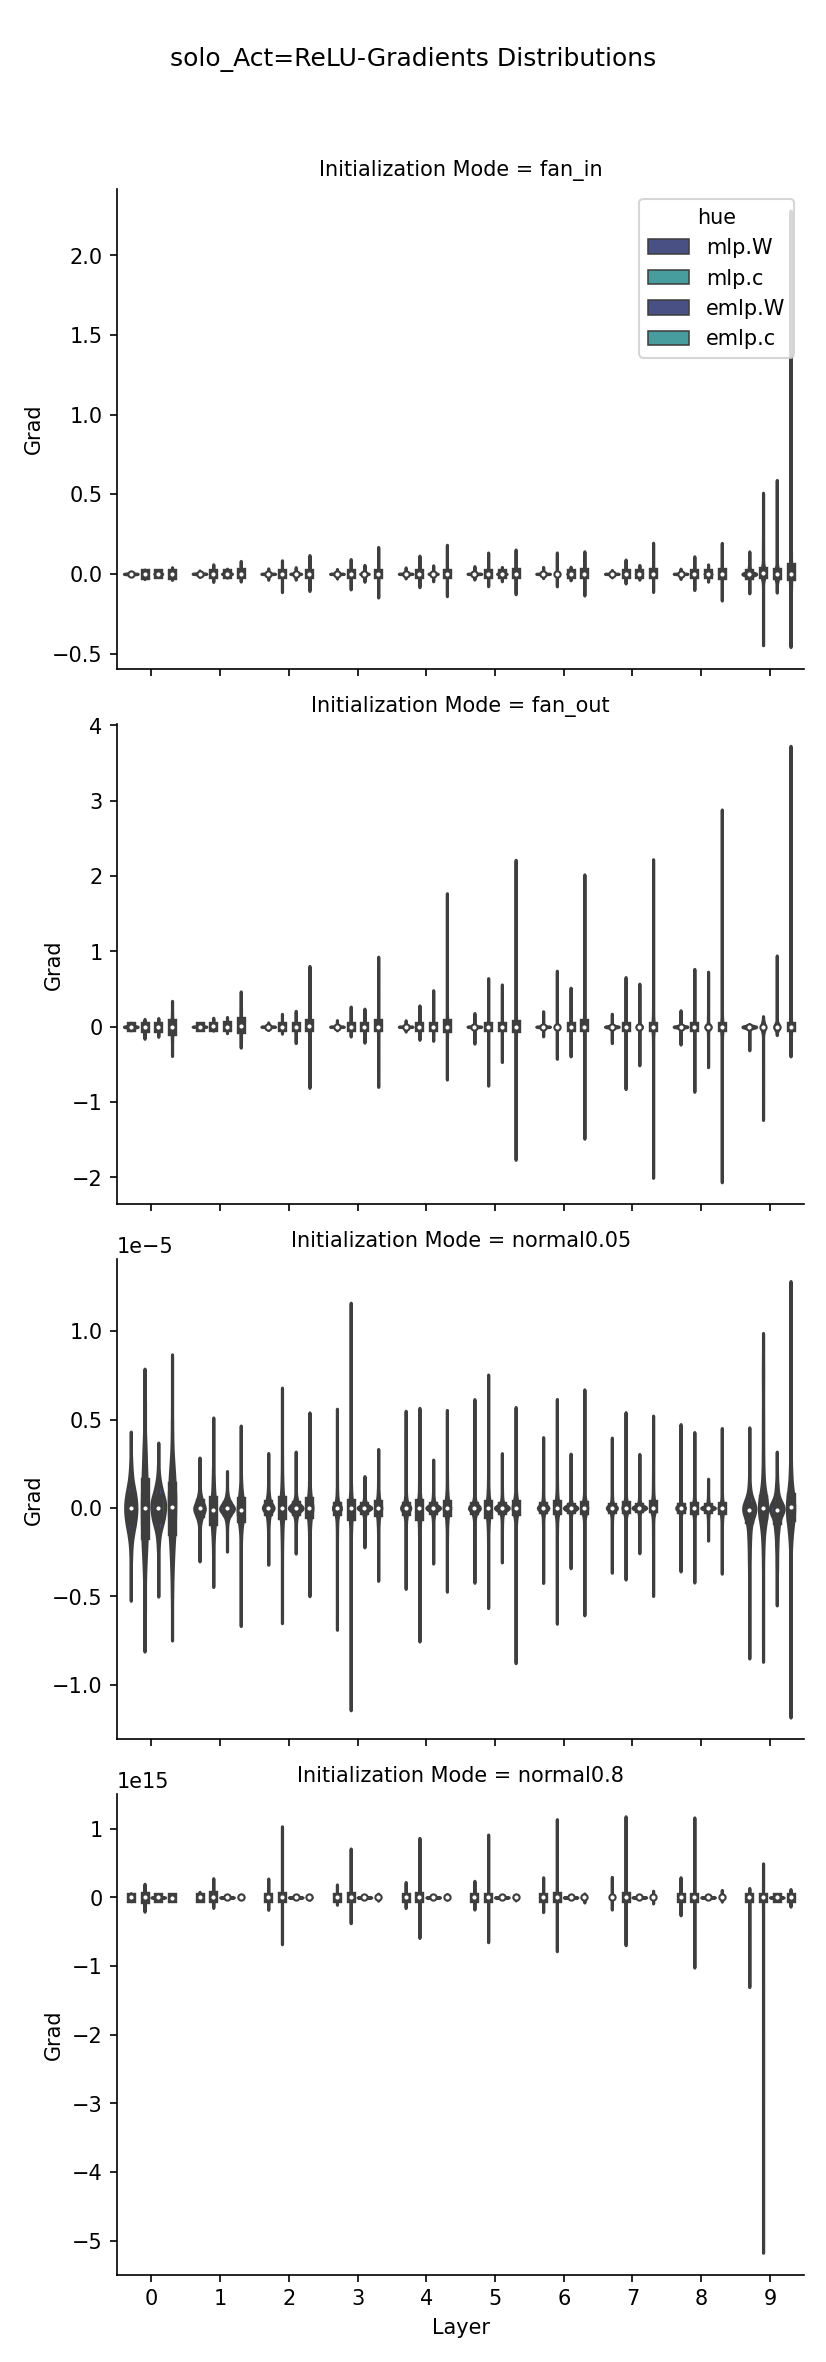 solo_Act=ReLU-Gradients Distributions
Initialization Mode = fan_in
hue
mlp.W
mlp.c
emlp.W
emlp.c
2.0
1.5
1.0
0.5
0.0
−0.5
Grad
Initialization Mode = fan_out
4
3
2
1
0
−1
−2
Grad
1e−5
Initialization Mode = normal0.05
1.0
0.5
0.0
−0.5
−1.0
Grad
1e15
Initialization Mode = normal0.8
1
0
−1
−2
−3
−4
−5
Grad
0 1 2 3 4 5 6 7 8 9
Layer